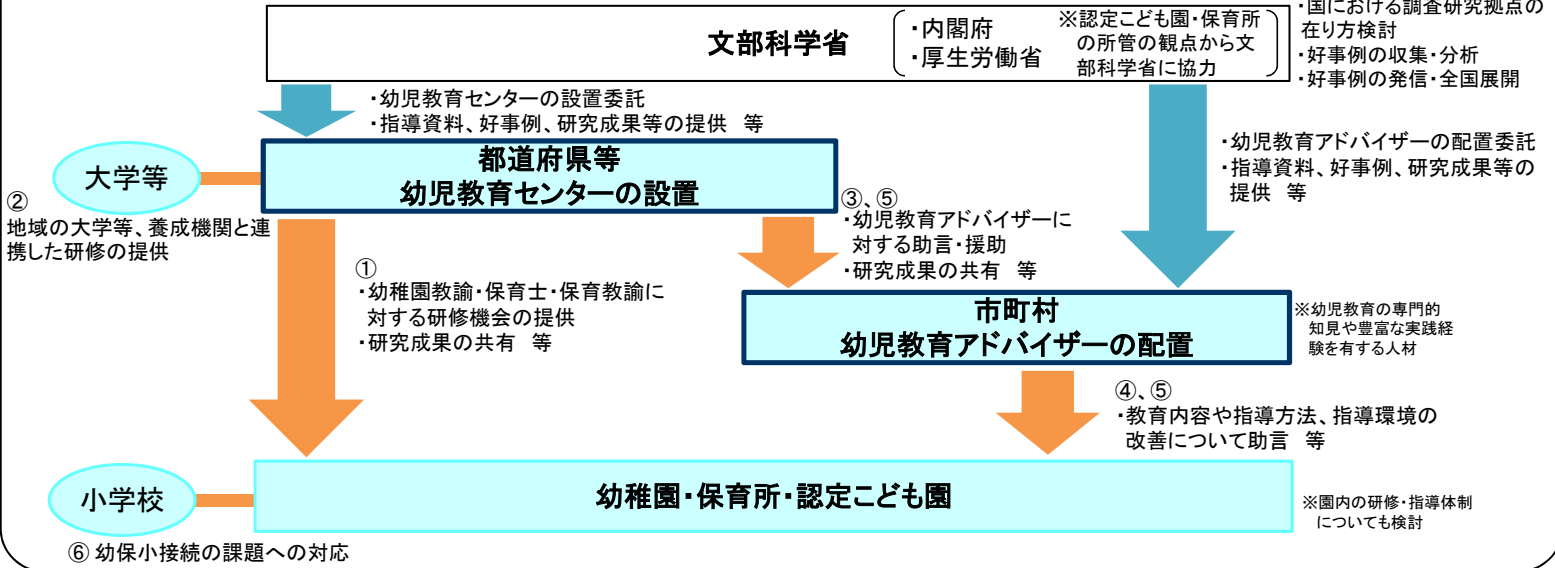 文部科学省
・内閣府
・厚生労働省
※認定こども園・保育所
の所管の観点から文
部科学省に協力
・国における調査研究拠点の
在り方検討
・好事例の収集・分析
・好事例の発信・全国展開
・幼児教育センターの設置委託
・指導資料、好事例、研究成果等の提供 等
・幼児教育アドバイザーの配置委託
・指導資料、好事例、研究成果等の
提供 等
大学等
都道府県等
幼児教育センターの設置
②
地域の大学等、養成機関と連
携した研修の提供
③、⑤
・幼児教育アドバイザーに
対する助言・援助
・研究成果の共有 等
①
・幼稚園教諭・保育士・保育教諭に
対する研修機会の提供
・研究成果の共有 等
市町村
幼児教育アドバイザーの配置
※幼児教育の専門的
知見や豊富な実践経
験を有する人材
④、⑤
・教育内容や指導方法、指導環境の
改善について助言 等
小学校
幼稚園・保育所・認定こども園
※園内の研修・指導体制
についても検討
⑥ 幼保小接続の課題への対応